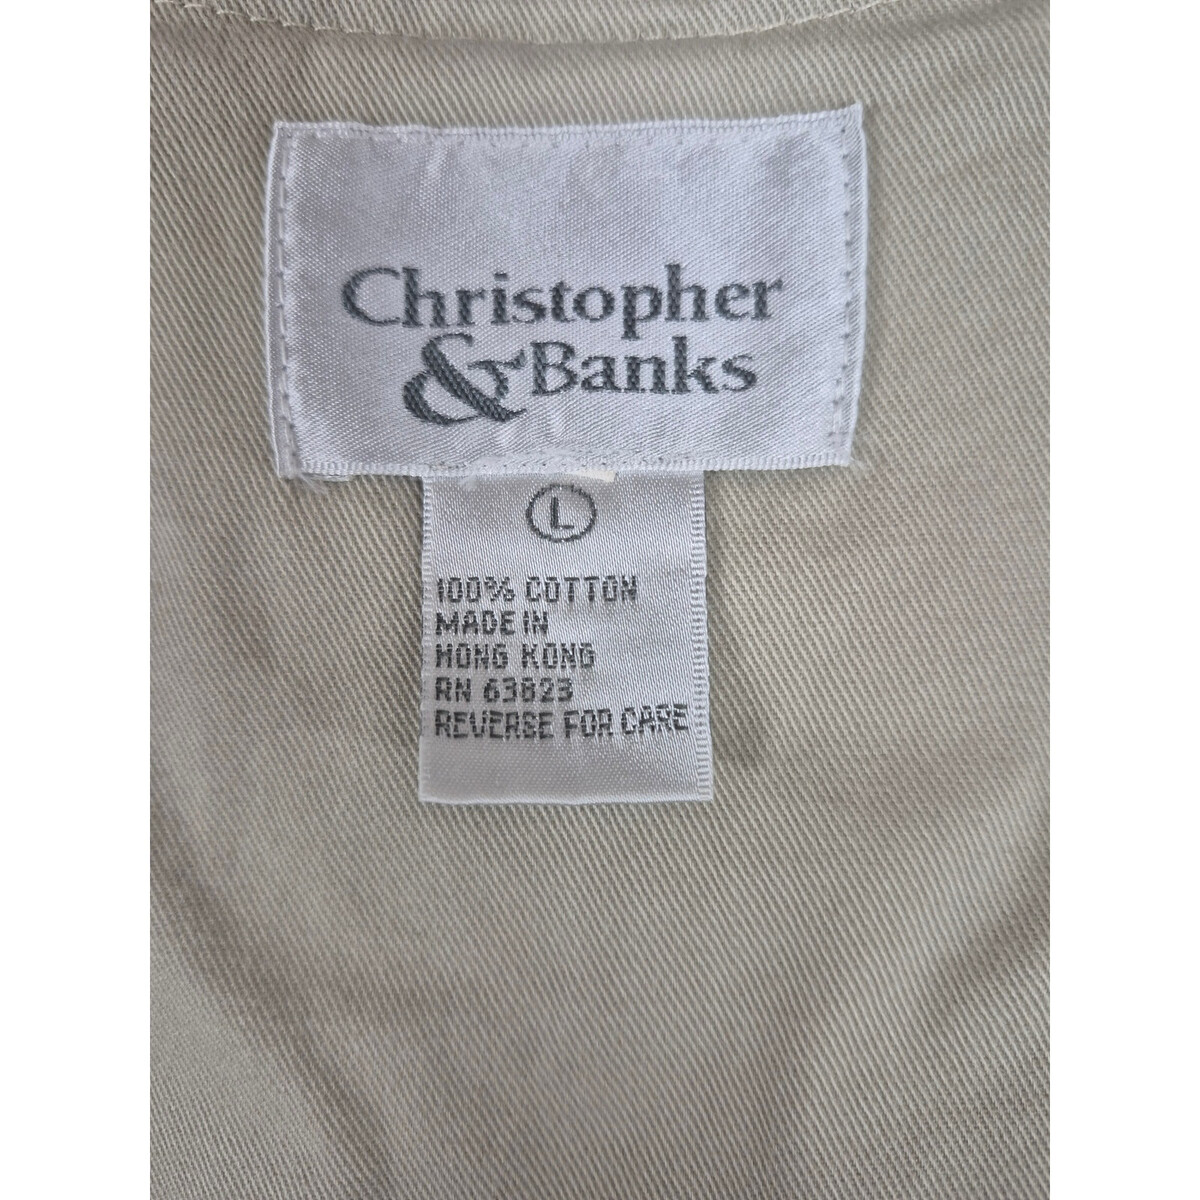 Christopher
& Banks
L
100% COTTON
MADE IN
HONG KONG
RN 63823
REVERSE FOR CARE